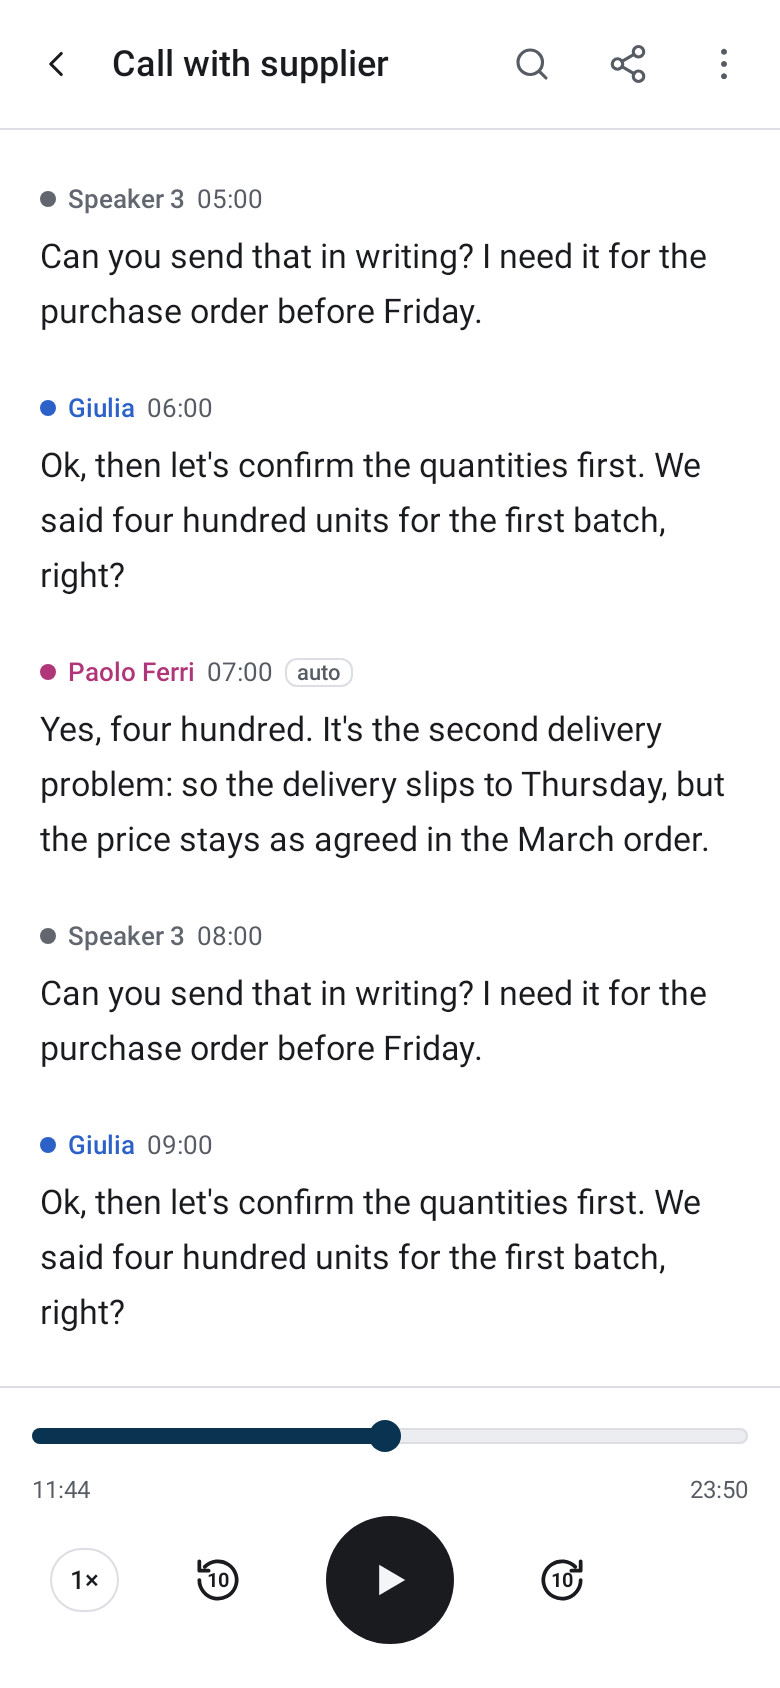 Call with supplier
Speaker 3 05:00
Can you send that in writing? I need it for the
purchase order before Friday.
Giulia 06:00
Ok, then let's confirm the quantities first. We
said four hundred units for the first batch,
right?
Paolo Ferri 07:00 auto
Yes, four hundred. It's the second delivery
problem: so the delivery slips to Thursday, but
the price stays as agreed in the March order.
Speaker 3 08:00
Can you send that in writing? I need it for the
purchase order before Friday.
Giulia 09:00
Ok, then let's confirm the quantities first. We
said four hundred units for the first batch,
right?
11:44 23:50
1× 10 10